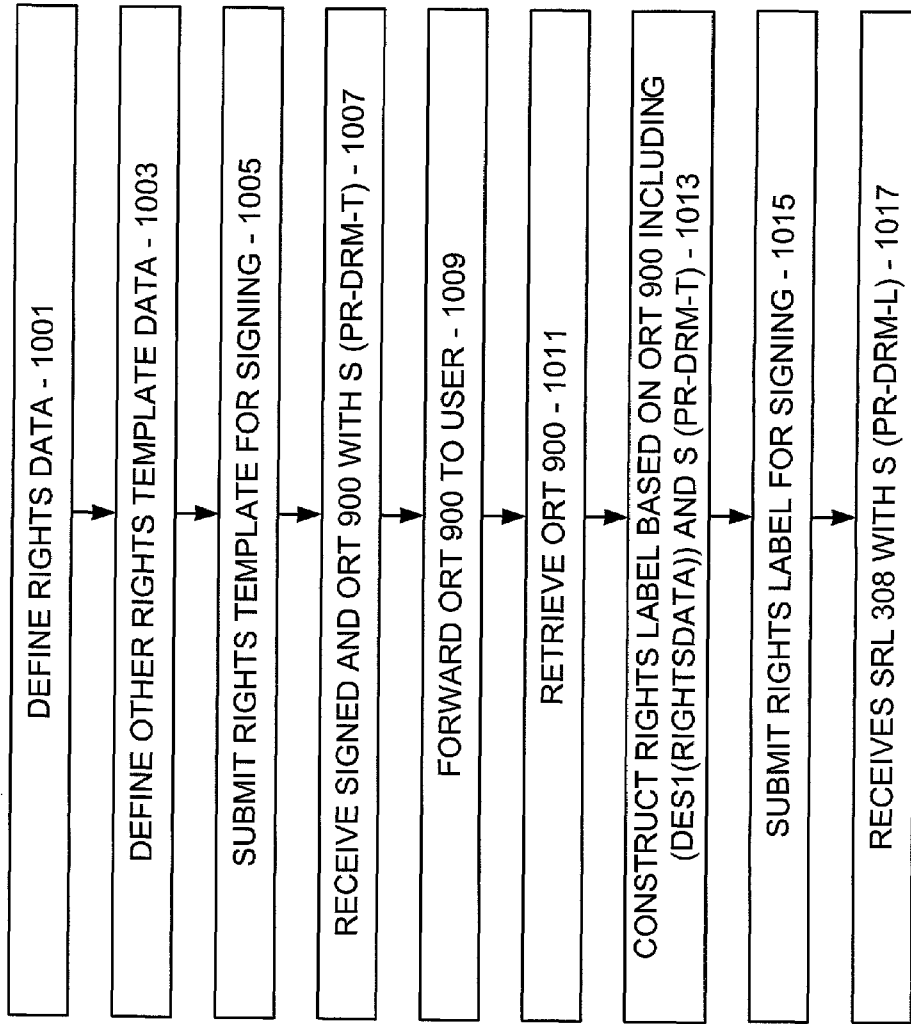 DEFINE RIGHTS DATA - 1001
DEFINE OTHER RIGHTS TEMPLATE DATA - 1003
SUBMIT RIGHTS TEMPLATE FOR SIGNING - 1005
RECEIVE SIGNED AND ORT 900 WITH S (PR-DRM-T) - 1007
FORWARD ORT 900 TO USER - 1009
RETRIEVE ORT 900 - 1011
CONSTRUCT RIGHTS LABEL BASED ON ORT 900 INCLUDING
(DES1(RIGHTSDATA)) AND S (PR-DRM-T) - 1013
SUBMIT RIGHTS LABEL FOR SIGNING - 1015
RECEIVES SRL 308 WITH S (PR-DRM-L) - 1017